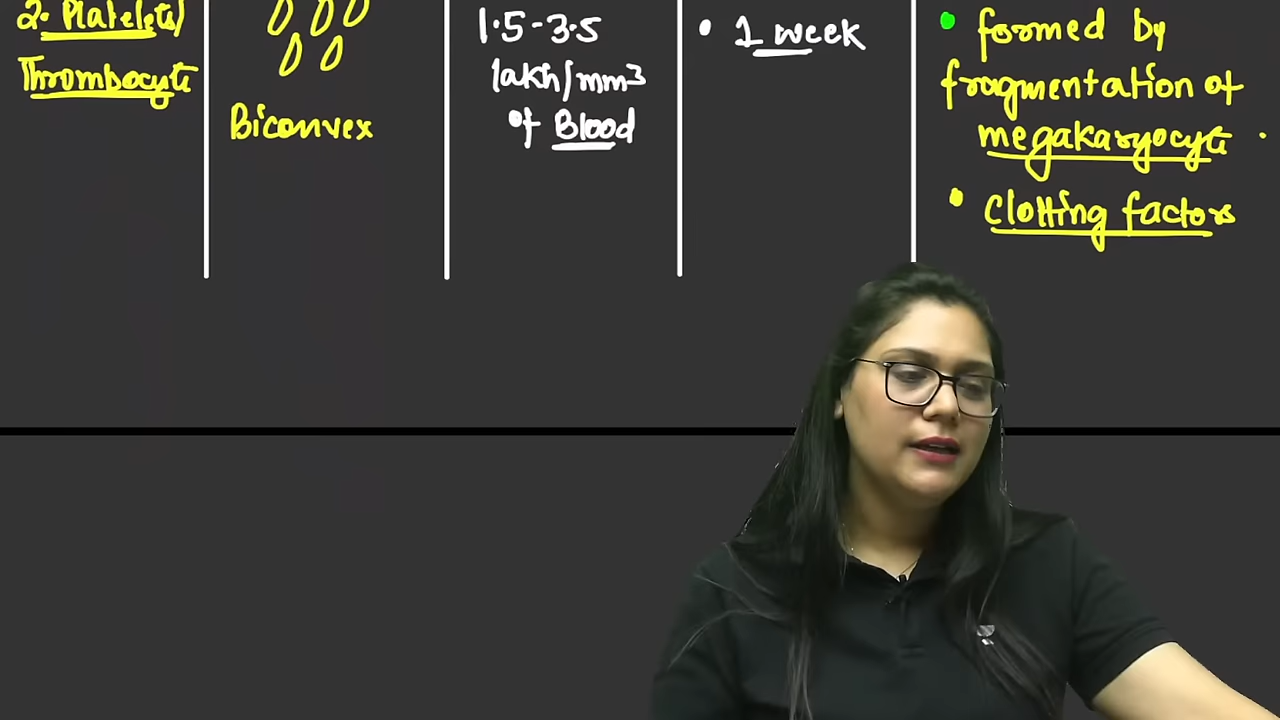 2. Platelets/
Thrombocyte
Biconvex
1.5-3.5
lakh/mm3
of Blood
• 1 week
• formed by
fragmentation of
megakaryocyte.
• Clotting factors